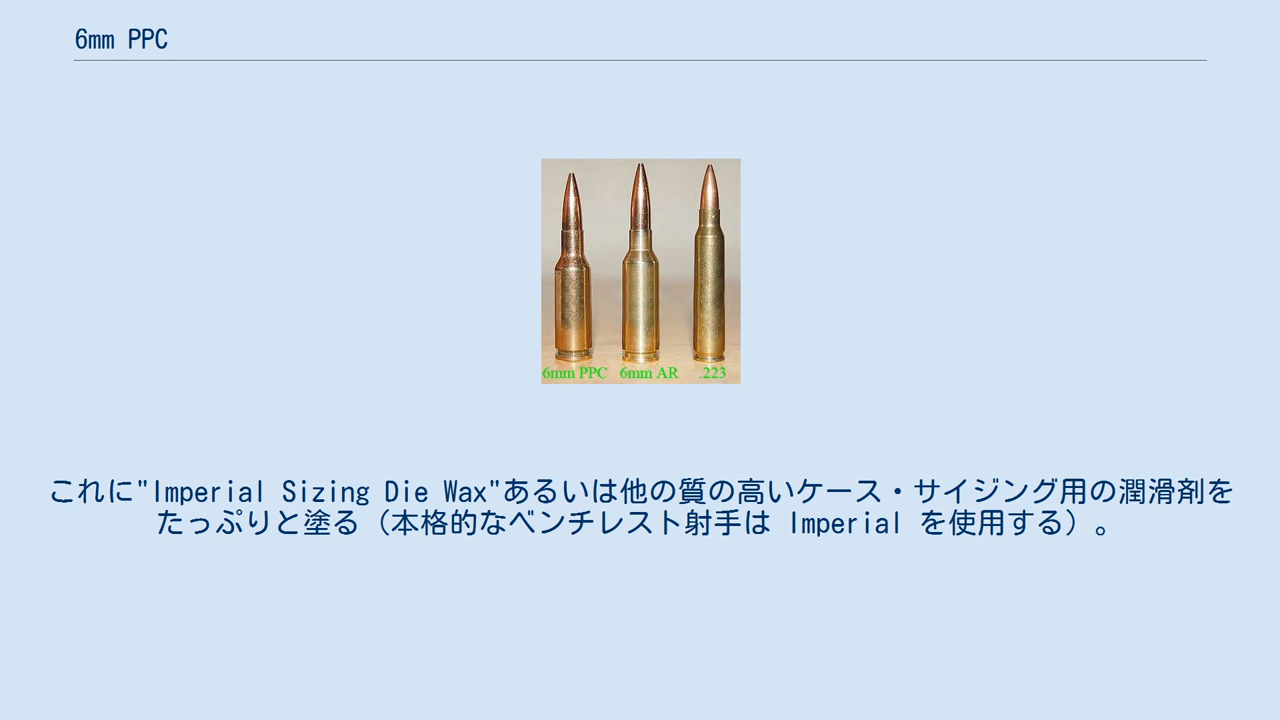 6mm PPC
6mm PPC 6mm AR .223
これに"Imperial Sizing Die Wax"あるいは他の質の高いケース・サイジング用の潤滑剤を
たっぷりと塗る（本格的なベンチレスト射手は Imperial を使用する）。